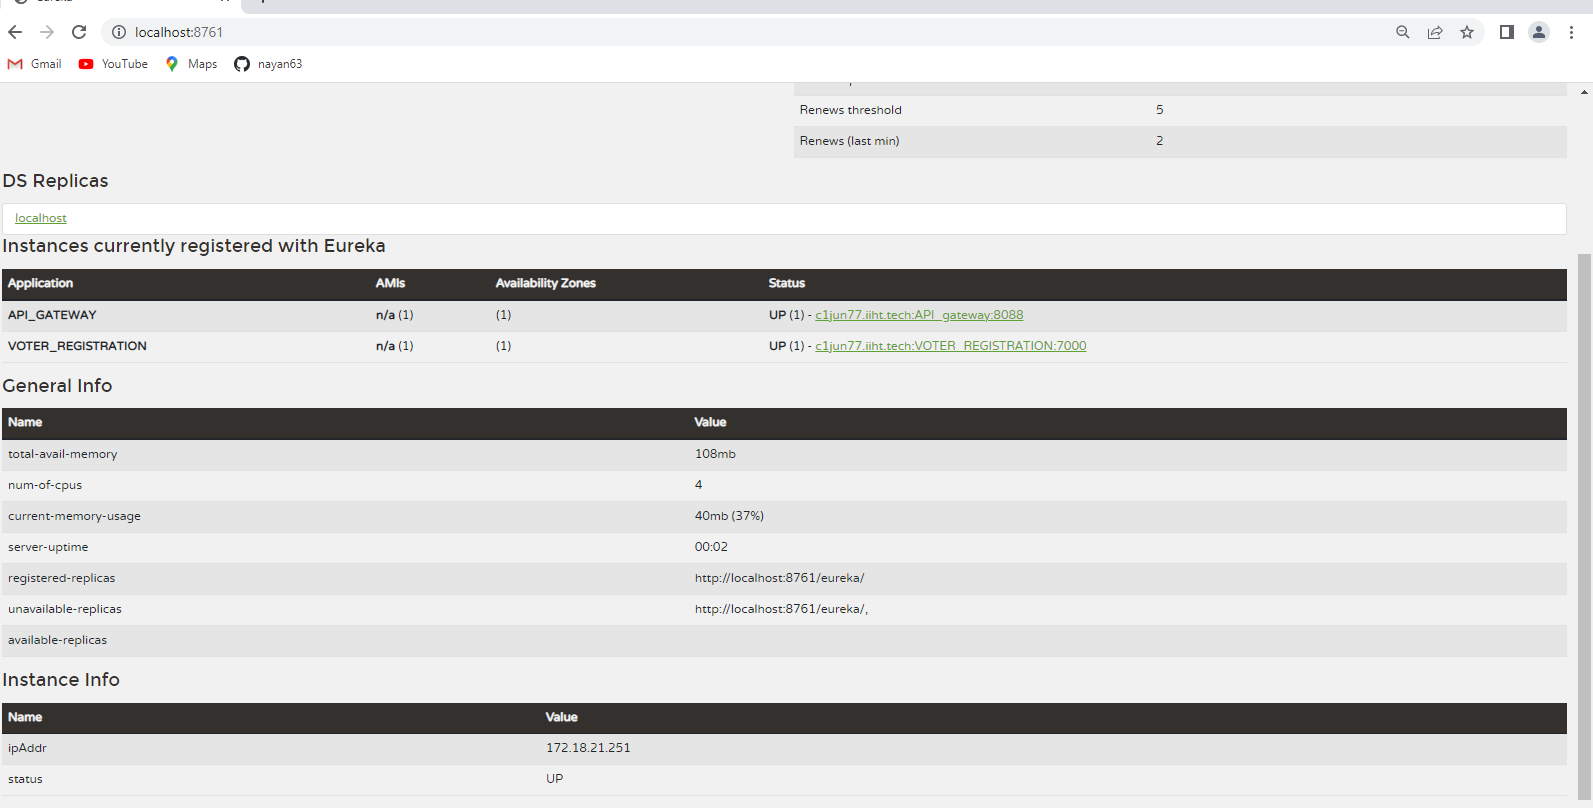 localhost:8761
Gmail YouTube Maps nayan63
Renews threshold 5
Renews (last min) 2
DS Replicas
localhost
Instances currently registered with Eureka
Application AMIs Availability Zones Status
API_GATEWAY n/a (1) (1) UP (1) - c1jun77.iiht.tech:API_gateway:8088
VOTER_REGISTRATION n/a (1) (1) UP (1) - c1jun77.iiht.tech:VOTER_REGISTRATION:7000
General Info
Name Value
total-avail-memory 108mb
num-of-cpus 4
current-memory-usage 40mb (37%)
server-uptime 00:02
registered-replicas http://localhost:8761/eureka/
unavailable-replicas http://localhost:8761/eureka/,
available-replicas
Instance Info
Name Value
ipAddr 172.18.21.251
status UP